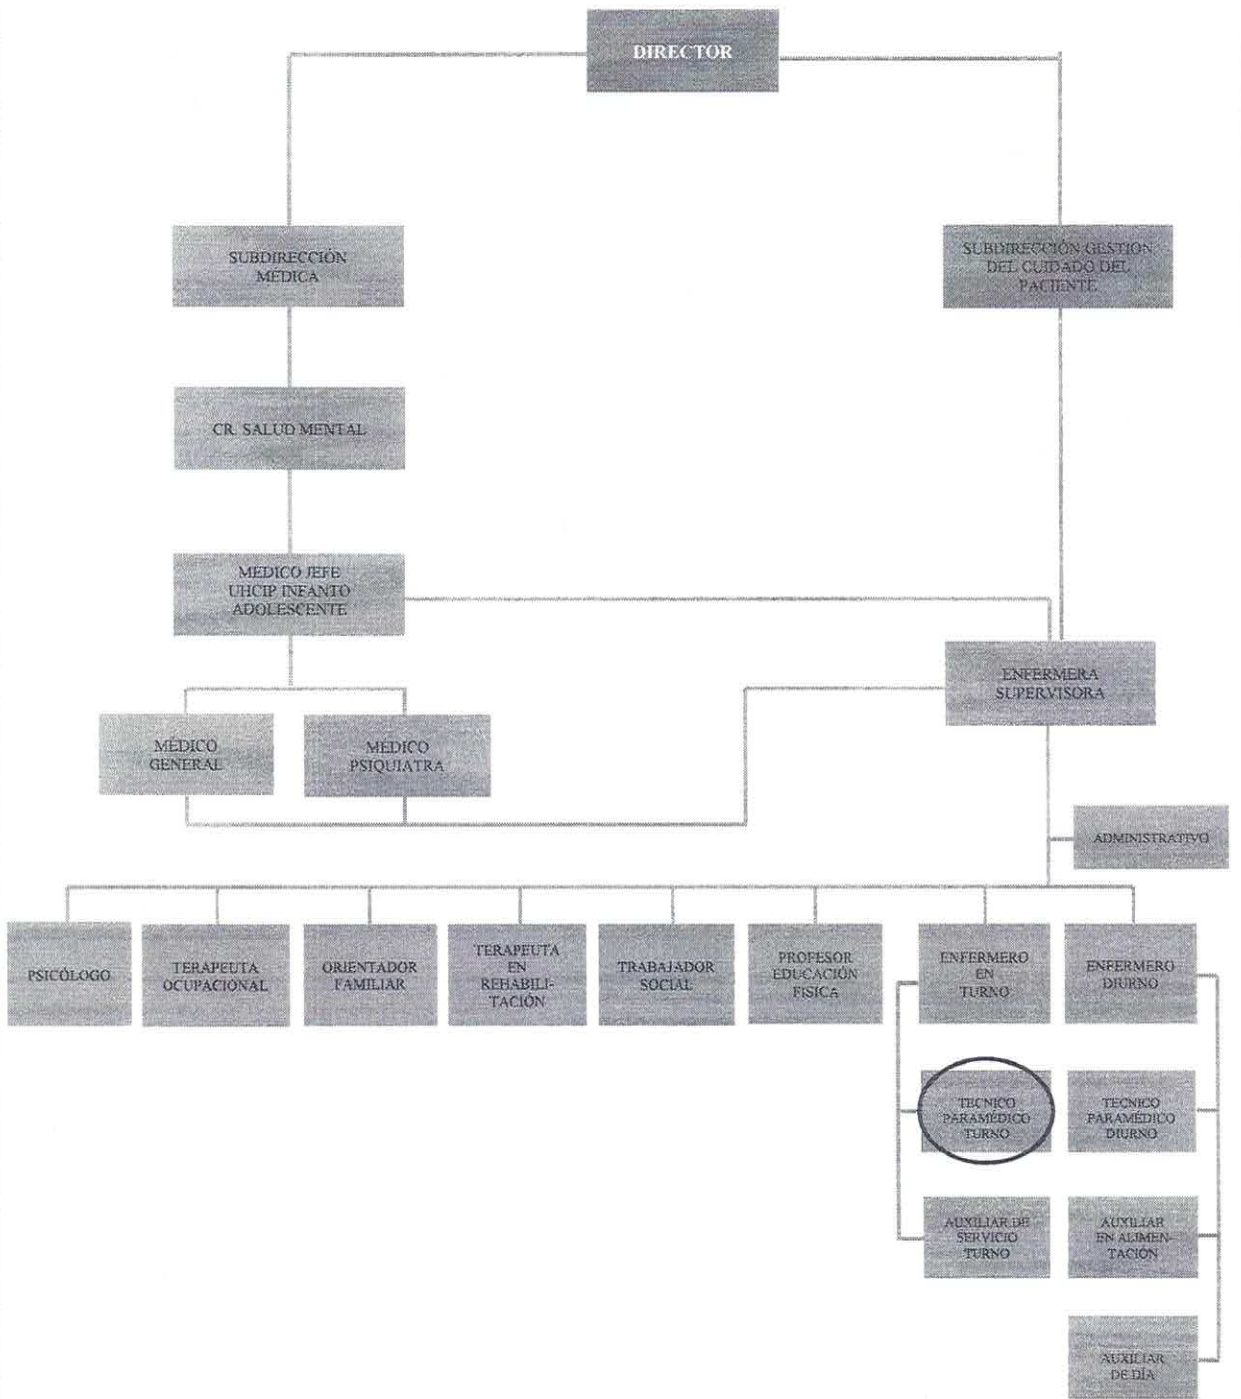 DIRECTOR
SUBDIRECCIÓN
MÉDICA
SUBDIRECCIÓN GESTION
DEL CUIDADO DEL
PACIENTE
CR. SALUD MENTAL
MEDICO JEFE
UHCIP INFANTO
ADOLESCENTE
ENFERMERA
SUPERVISORA
MÉDICO
GENERAL
MEDICO
PSIQUIATRA
ADMINISTRATIVO
PSICÓLOGO
TERAPEUTA
OCUPACIONAL
ORIENTADOR
FAMILIAR
TERAPEUTA
EN
REHABILI-
TACIÓN
TRABAJADOR
SOCIAL
PROFESOR
EDUCACIÓN
FISICA
ENFERMERO
EN
TURNO
ENFERMERO
DIURNO
TECNICO
PARAMÉDICO
TURNO
TECNICO
PARAMÉDICO
DIURNO
AUXILIAR DE
SERVICIO
TURNO
AUXILIAR
EN ALIMEN-
TACIÓN
AUXILIAR
DE DÍA